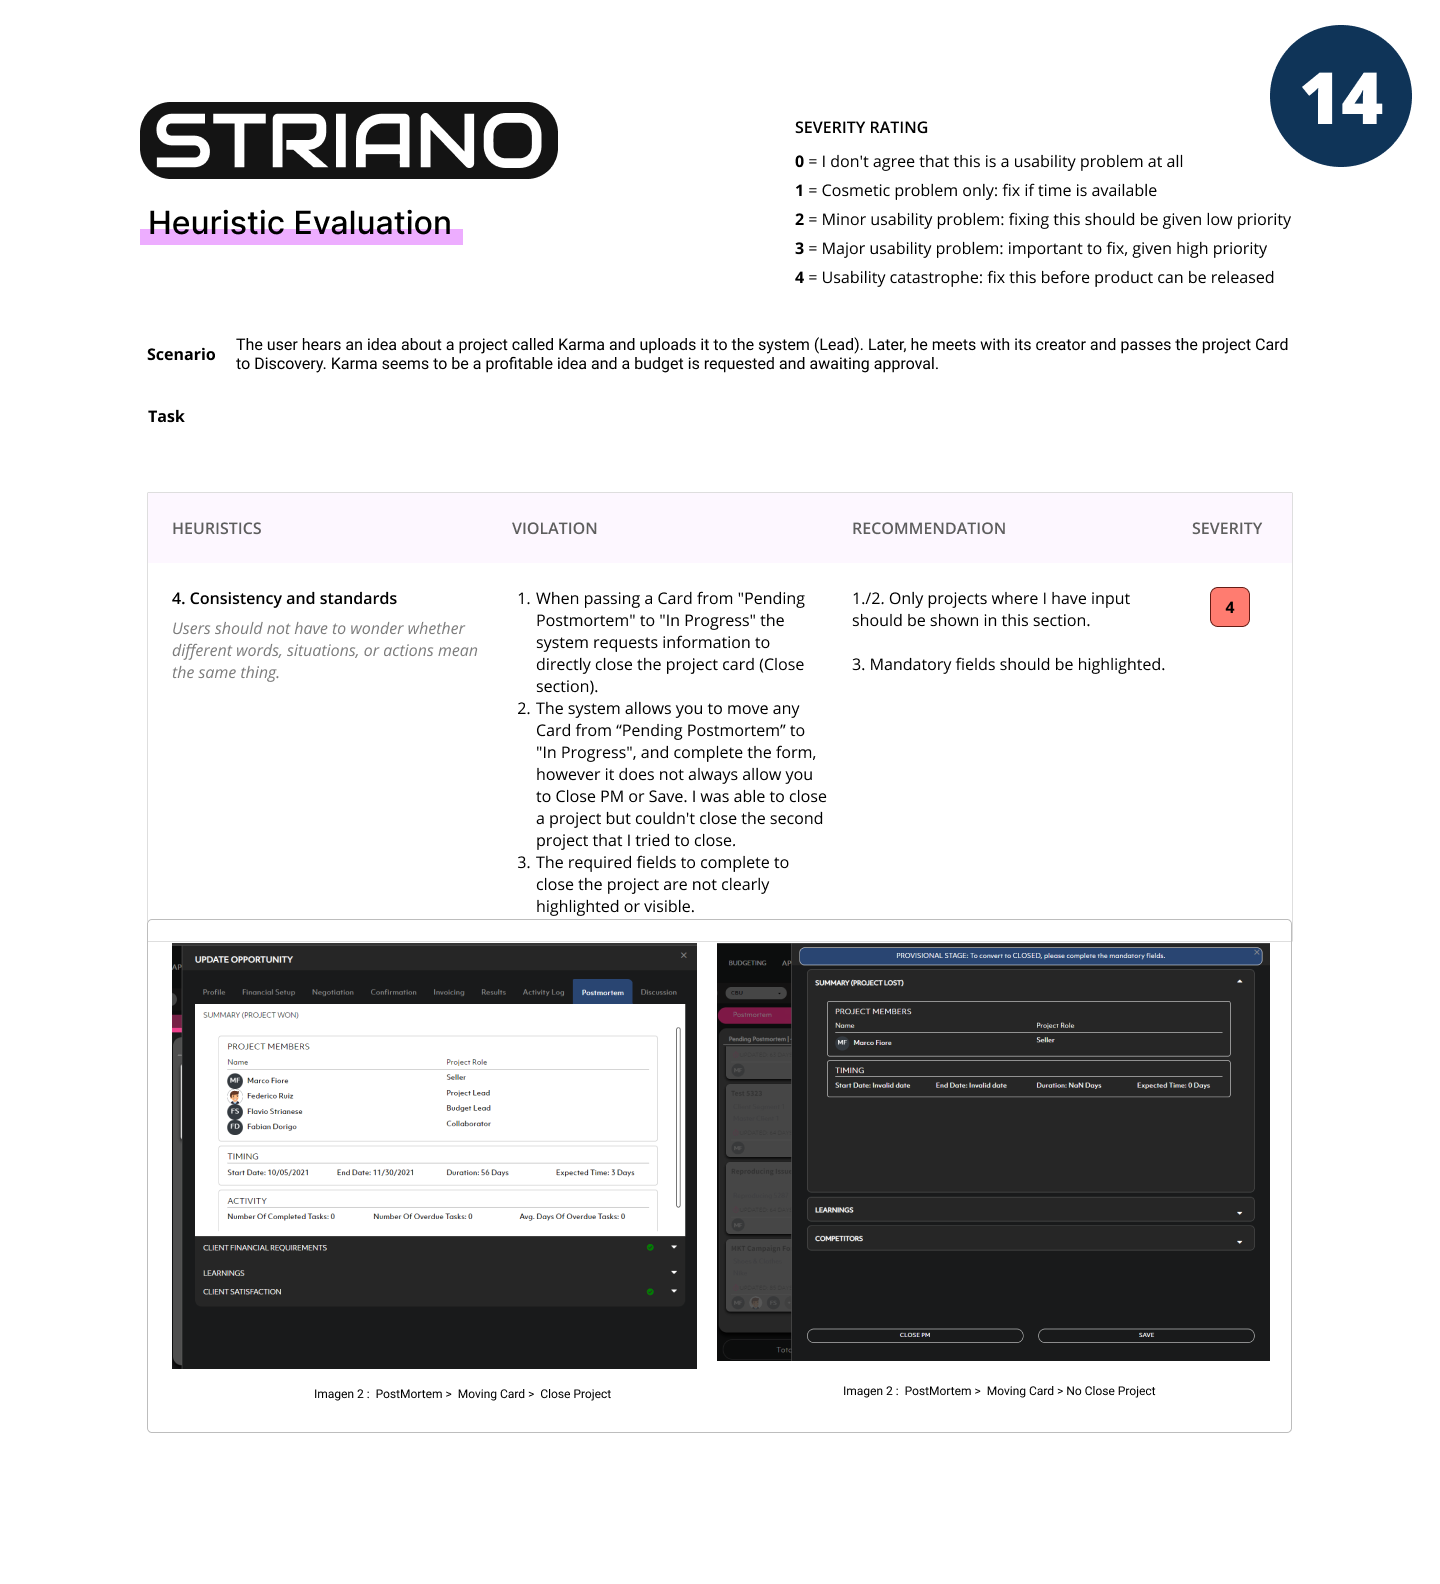 14
STRIANO
Heuristic Evaluation
SEVERITY RATING
0 = I don't agree that this is a usability problem at all
1 = Cosmetic problem only: fix if time is available
2 = Minor usability problem: fixing this should be given low priority
3 = Major usability problem: important to fix, given high priority
4 = Usability catastrophe: fix this before product can be released
Scenario
The user hears an idea about a project called Karma and uploads it to the system (Lead). Later, he meets with its creator and passes the project Card
to Discovery. Karma seems to be a profitable idea and a budget is requested and awaiting approval.
Task
HEURISTICS VIOLATION RECOMMENDATION SEVERITY
4. Consistency and standards
Users should not have to wonder whether
different words, situations, or actions mean
the same thing.
1. When passing a Card from "Pending
Postmortem" to "In Progress" the
system requests information to
directly close the project card (Close
section).
2. The system allows you to move any
Card from “Pending Postmortem” to
"In Progress", and complete the form,
however it does not always allow you
to Close PM or Save. I was able to close
a project but couldn't close the second
project that I tried to close.
3. The required fields to complete to
close the project are not clearly
highlighted or visible.
1./2. Only projects where I have input
should be shown in this section.
3. Mandatory fields should be highlighted.
4
AP
UPDATE OPPORTUNITY
Profile Financial Setup Negotiation Confirmation Invoicing Results Activity Log Postmortem Discussion
SUMMARY (PROJECT WON)
PROJECT MEMBERS
Name Project Role
MF Marco Fiore Seller
Federico Ruiz Project Lead
FS Flavio Strianese Budget Lead
FD Fabian Dorigo Collaborator
TIMING
Start Date: 10/05/2021 End Date: 11/30/2021 Duration: 56 Days Expected Time: 3 Days
ACTIVITY
Number Of Completed Tasks: 0 Number Of Overdue Tasks: 0 Avg. Days Of Overdue Tasks: 0
CLIENT FINANCIAL REQUIREMENTS
LEARNINGS
CLIENT SATISFACTION
Imagen 2 : PostMortem > Moving Card > Close Project
BUDGETING AP
Postmortem
Pending Postmortem
MF
Test
MF
MF
MF
PROVISIONAL STAGE: To convert to CLOSED, please complete the mandatory fields.
SUMMARY (PROJECT LOST)
PROJECT MEMBERS
Name Project Role
MF Marco Fiore Seller
TIMING
Start Date: Invalid date End Date: Invalid date Duration: NaN Days Expected Time: 0 Days
LEARNINGS
COMPETITORS
CLOSE PM SAVE
Imagen 2 : PostMortem > Moving Card > No Close Project